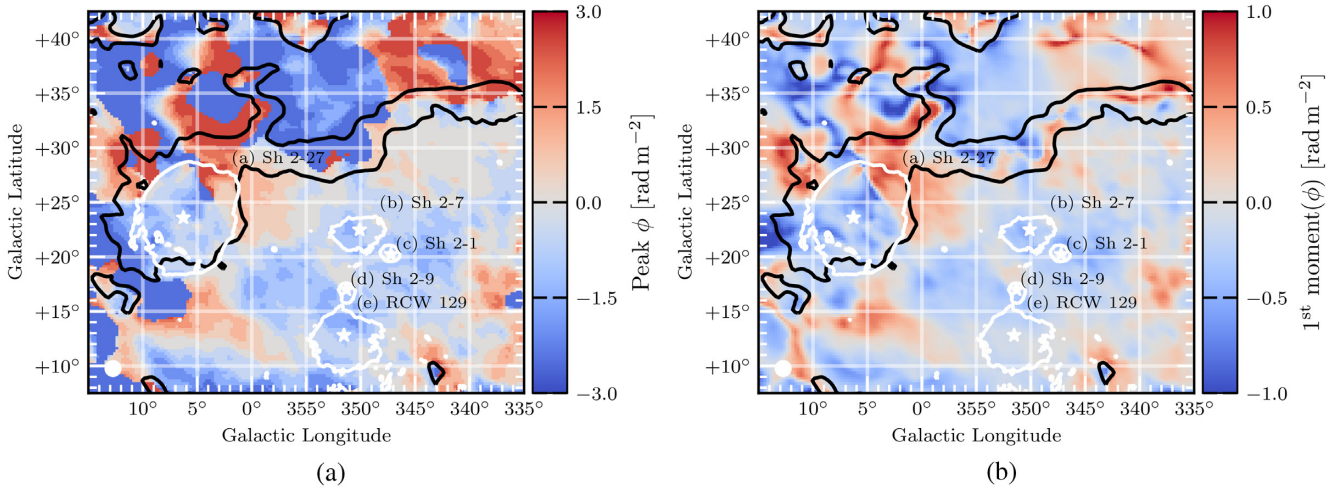 +40°
+35°
+30°
+25°
+20°
+15°
+10°
Galactic Latitude
10°
5°
0°
355°
350°
345°
340°
335°
Galactic Longitude
(a) Sh 2-27
(b) Sh 2-7
(c) Sh 2-1
(d) Sh 2-9
(e) RCW 129
3.0
1.5
0.0
−1.5
−3.0
Peak ϕ [rad m⁻²]
(a)
+40°
+35°
+30°
+25°
+20°
+15°
+10°
Galactic Latitude
10°
5°
0°
355°
350°
345°
340°
335°
Galactic Longitude
(a) Sh 2-27
(b) Sh 2-7
(c) Sh 2-1
(d) Sh 2-9
(e) RCW 129
1.0
0.5
0.0
−0.5
−1.0
1ˢᵗ moment(ϕ) [rad m⁻²]
(b)